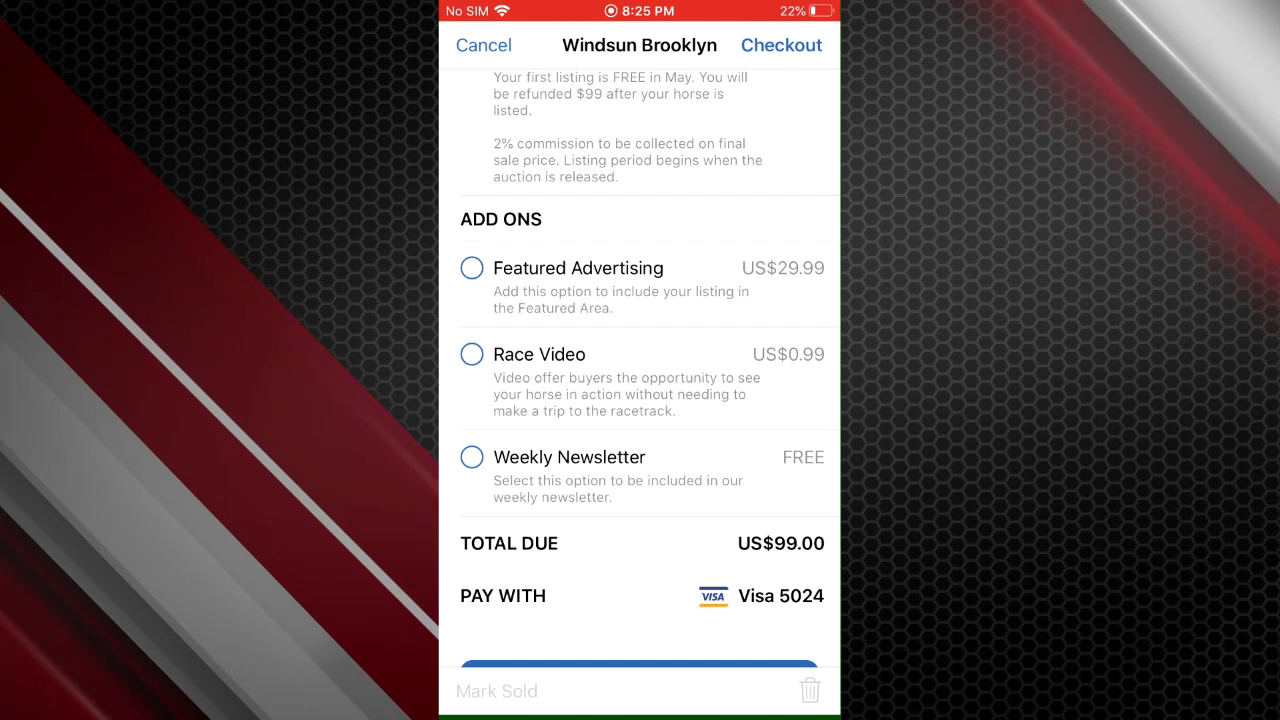 No SIM 8:25 PM 22%
Cancel Windsun Brooklyn Checkout
Your first listing is FREE in May. You will
be refunded $99 after your horse is
listed.
2% commission to be collected on final
sale price. Listing period begins when the
auction is released.
ADD ONS
Featured Advertising US$29.99
Add this option to include your listing in
the Featured Area.
Race Video US$0.99
Video offer buyers the opportunity to see
your horse in action without needing to
make a trip to the racetrack.
Weekly Newsletter FREE
Select this option to be included in our
weekly newsletter.
TOTAL DUE US$99.00
PAY WITH VISA Visa 5024
Mark Sold